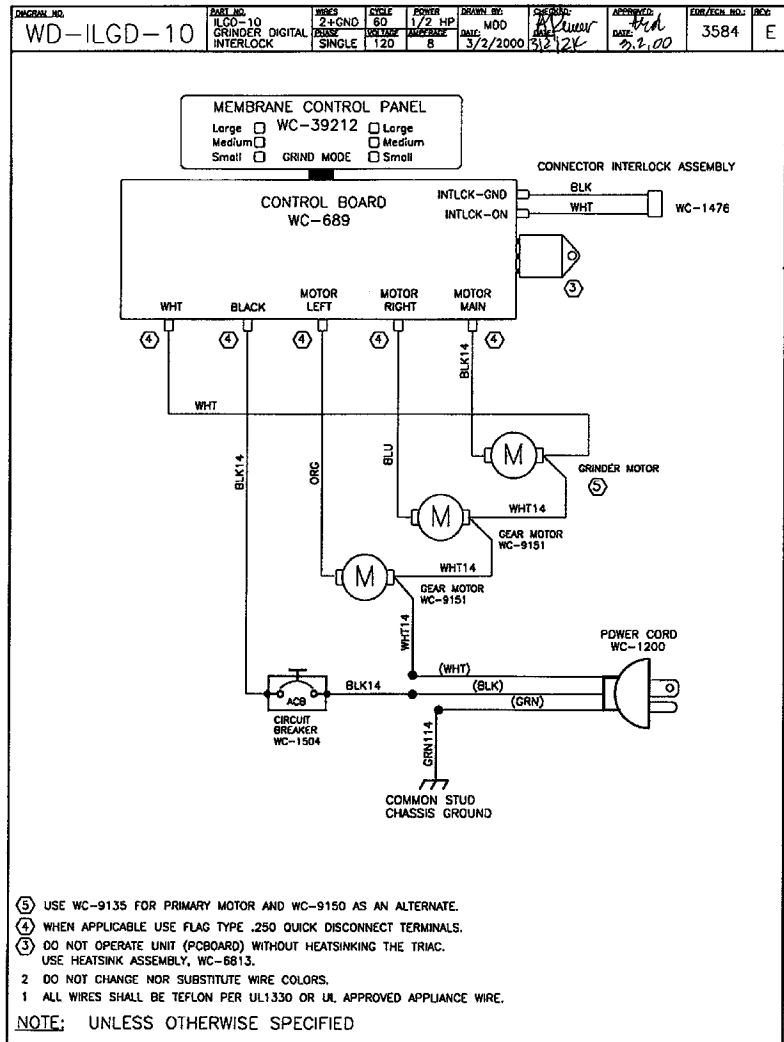 DIAGRAM NO. PART NO. WIRES CYCLE POWER DRAWN BY: CHECKED: APPROVED: EDR/ECN NO.: REV:
WD-ILGD-10 ILGD-10 2+GND 60 1/2 HP MDD 3584 E
GRINDER DIGITAL PHASE VOLTAGE AMPERAGE DATE: DATE: DATE:
INTERLOCK SINGLE 120 8 3/2/2000 3.2.00
MEMBRANE CONTROL PANEL
WC-39212
Large Large
Medium Medium
Small GRIND MODE Small
CONNECTOR INTERLOCK ASSEMBLY
CONTROL BOARD
WC-689
INTLCK-GND BLK
INTLCK-ON WHT WC-1476
3
WHT BLACK MOTOR LEFT MOTOR RIGHT MOTOR MAIN
4 4 4 4 4
BLK14
WHT
BLK14
ORG
BLU
M
GRINDER MOTOR
5
WHT14
M
GEAR MOTOR
WC-9151
WHT14
M
GEAR MOTOR
WC-9151
WHT14
POWER CORD
WC-1200
(WHT)
BLK14 (BLK)
(GRN)
ACB
CIRCUIT
BREAKER
WC-1504
GRN114
COMMON STUD
CHASSIS GROUND
5 USE WC-9135 FOR PRIMARY MOTOR AND WC-9150 AS AN ALTERNATE.
4 WHEN APPLICABLE USE FLAG TYPE .250 QUICK DISCONNECT TERMINALS.
3 DO NOT OPERATE UNIT (PCBOARD) WITHOUT HEATSINKING THE TRIAC.
USE HEATSINK ASSEMBLY, WC-6813.
2 DO NOT CHANGE NOR SUBSTITUTE WIRE COLORS.
1 ALL WIRES SHALL BE TEFLON PER UL1330 OR UL APPROVED APPLIANCE WIRE.
NOTE: UNLESS OTHERWISE SPECIFIED